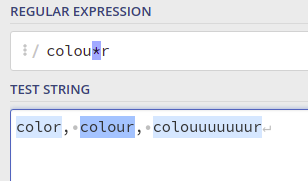 REGULAR EXPRESSION
/ colou*r
TEST STRING
color, colour, colouuuuuuur